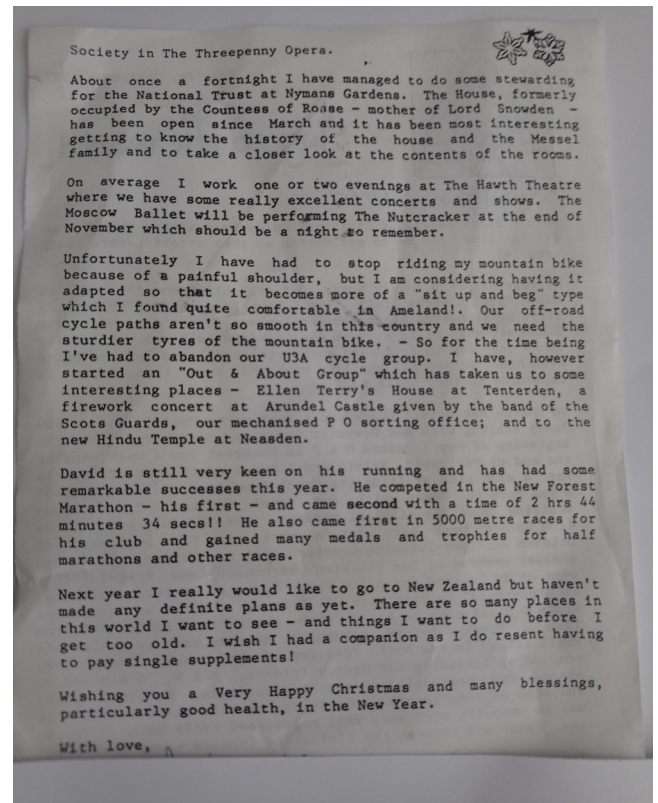 Society in The Threepenny Opera.
About once a fortnight I have managed to do some stewarding
for the National Trust at Nymans Gardens. The House, formerly
occupied by the Countess of Roase - mother of Lord Snowden -
has been open since March and it has been most interesting
getting to know the history of the house and the Messel
family and to take a closer look at the contents of the rooms.
On average I work one or two evenings at The Hawth Theatre
where we have some really excellent concerts and shows. The
Moscow Ballet will be performing The Nutcracker at the end of
November which should be a night to remember.
Unfortunately I have had to stop riding my mountain bike
because of a painful shoulder, but I am considering having it
adapted so that it becomes more of a "sit up and beg" type
which I found quite comfortable in Ameland!. Our off-road
cycle paths aren't so smooth in this country and we need the
sturdier tyres of the mountain bike. - So for the time being
I've had to abandon our U3A cycle group. I have, however
started an "Out & About Group" which has taken us to some
interesting places - Ellen Terry's House at Tenterden, a
firework concert at Arundel Castle given by the band of the
Scots Guards, our mechanised P O sorting office; and to the
new Hindu Temple at Neasden.
David is still very keen on his running and has had some
remarkable successes this year. He competed in the New Forest
Marathon - his first - and came second with a time of 2 hrs 44
minutes 34 secs!! He also came first in 5000 metre races for
his club and gained many medals and trophies for half
marathons and other races.
Next year I really would like to go to New Zealand but haven't
made any definite plans as yet. There are so many places in
this world I want to see - and things I want to do before I
get too old. I wish I had a companion as I do resent having
to pay single supplements!
Wishing you a Very Happy Christmas and many blessings,
particularly good health, in the New Year.
With love,